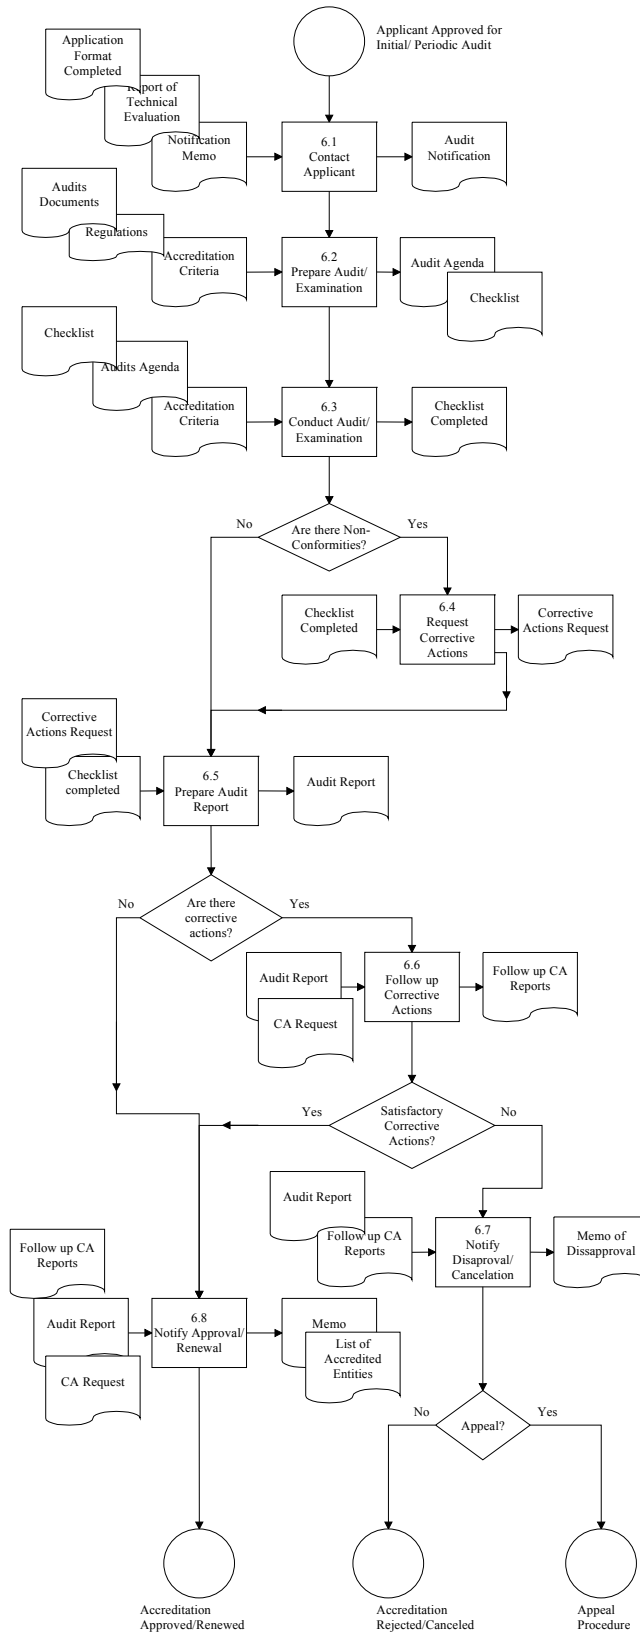 Applicant Approved for
Initial/ Periodic Audit
Application
Format
Completed
Report of
Technical
Evaluation
Notification
Memo
6.1
Contact
Applicant
Audit
Notification
Audits
Documents
Regulations
Accreditation
Criteria
6.2
Prepare Audit/
Examination
Audit Agenda
Checklist
Checklist
Audits Agenda
Accreditation
Criteria
6.3
Conduct Audit/
Examination
Checklist
Completed
No
Are there Non-
Conformities?
Yes
Checklist
Completed
6.4
Request
Corrective
Actions
Corrective
Actions Request
Corrective
Actions Request
Checklist
completed
6.5
Prepare Audit
Report
Audit Report
No
Are there
corrective
actions?
Yes
Audit Report
CA Request
6.6
Follow up
Corrective
Actions
Follow up CA
Reports
Yes
Satisfactory
Corrective
Actions?
No
Audit Report
Follow up CA
Reports
6.7
Notify
Disaproval/
Cancelation
Memo of
Dissapproval
Follow up CA
Reports
Audit Report
CA Request
6.8
Notify Approval/
Renewal
Memo
List of
Accredited
Entities
No
Appeal?
Yes
Accreditation
Approved/Renewed
Accreditation
Rejected/Canceled
Appeal
Procedure